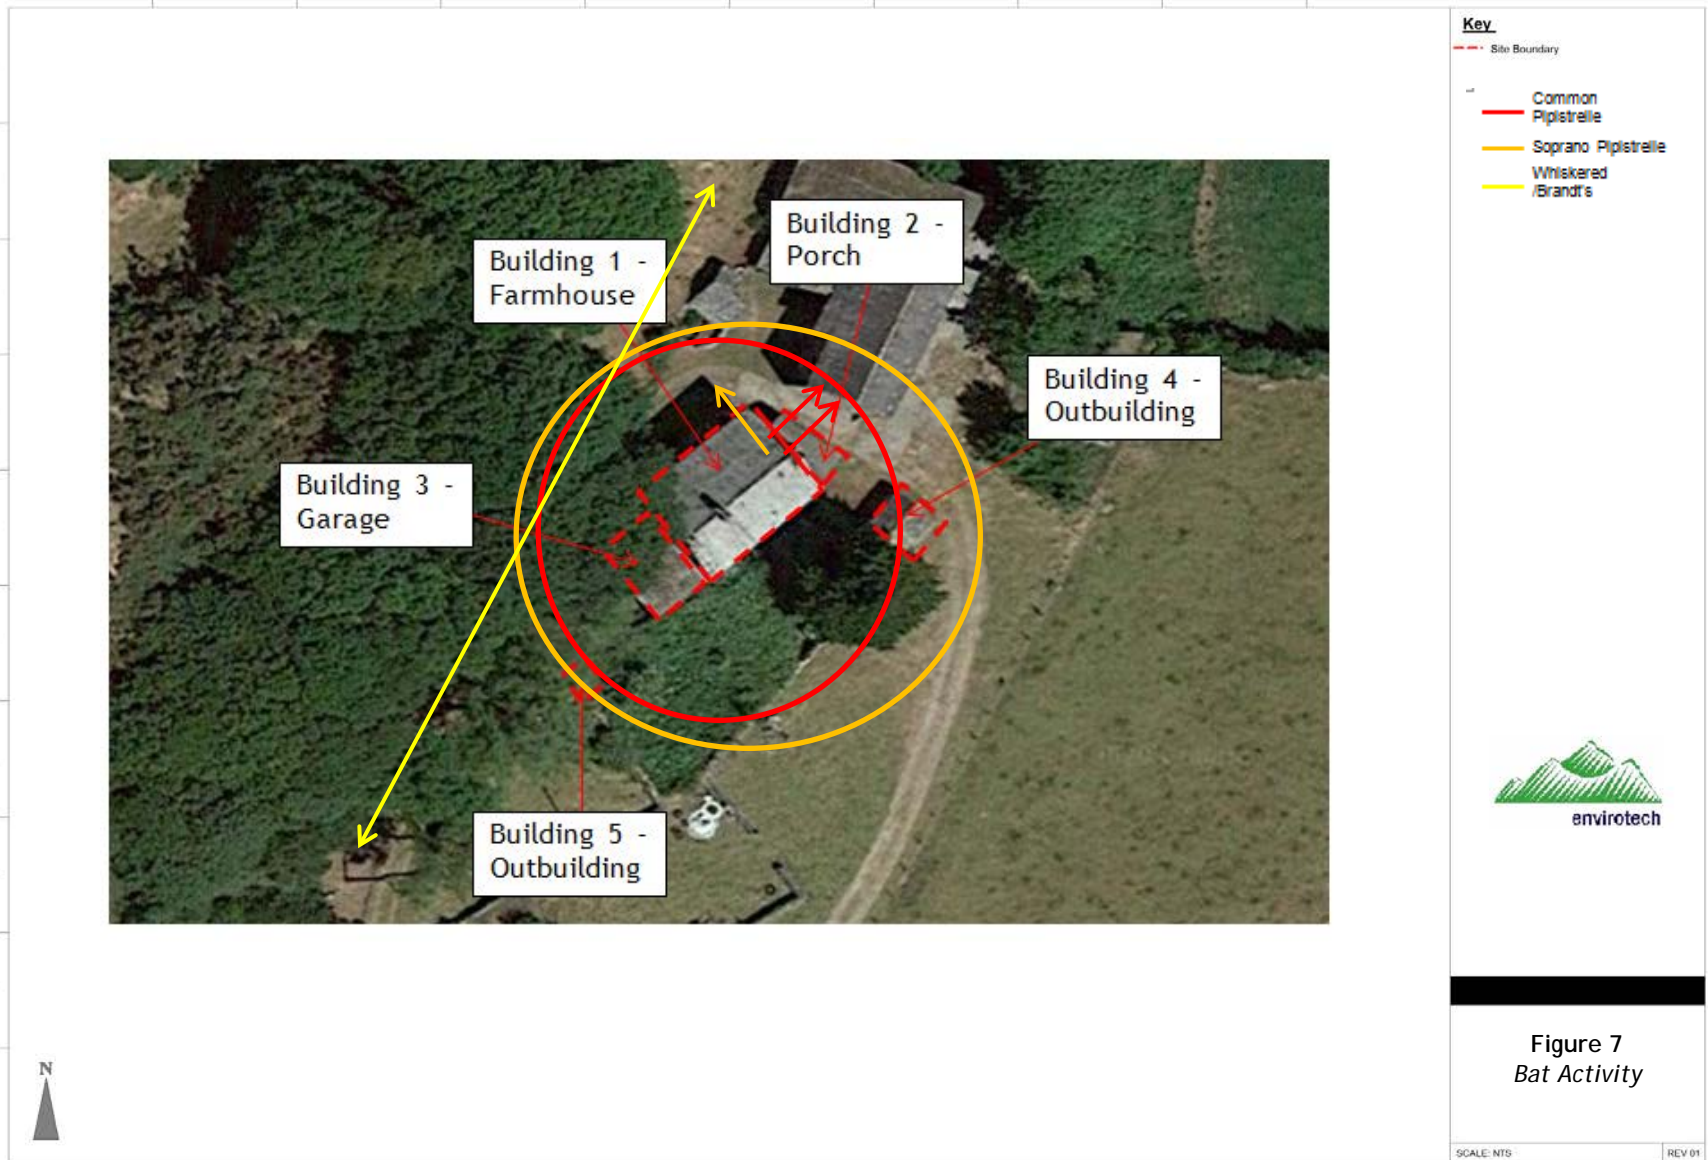 Key
Site Boundary
Common
Pipistrelle
Soprano Pipistrelle
Whiskered
/Brandt's
Building 2 -
Porch
Building 1 -
Farmhouse
Building 4 -
Outbuilding
Building 3 -
Garage
Building 5 -
Outbuilding
envirotech
Figure 7
Bat Activity
N
SCALE: NTS
REV 01